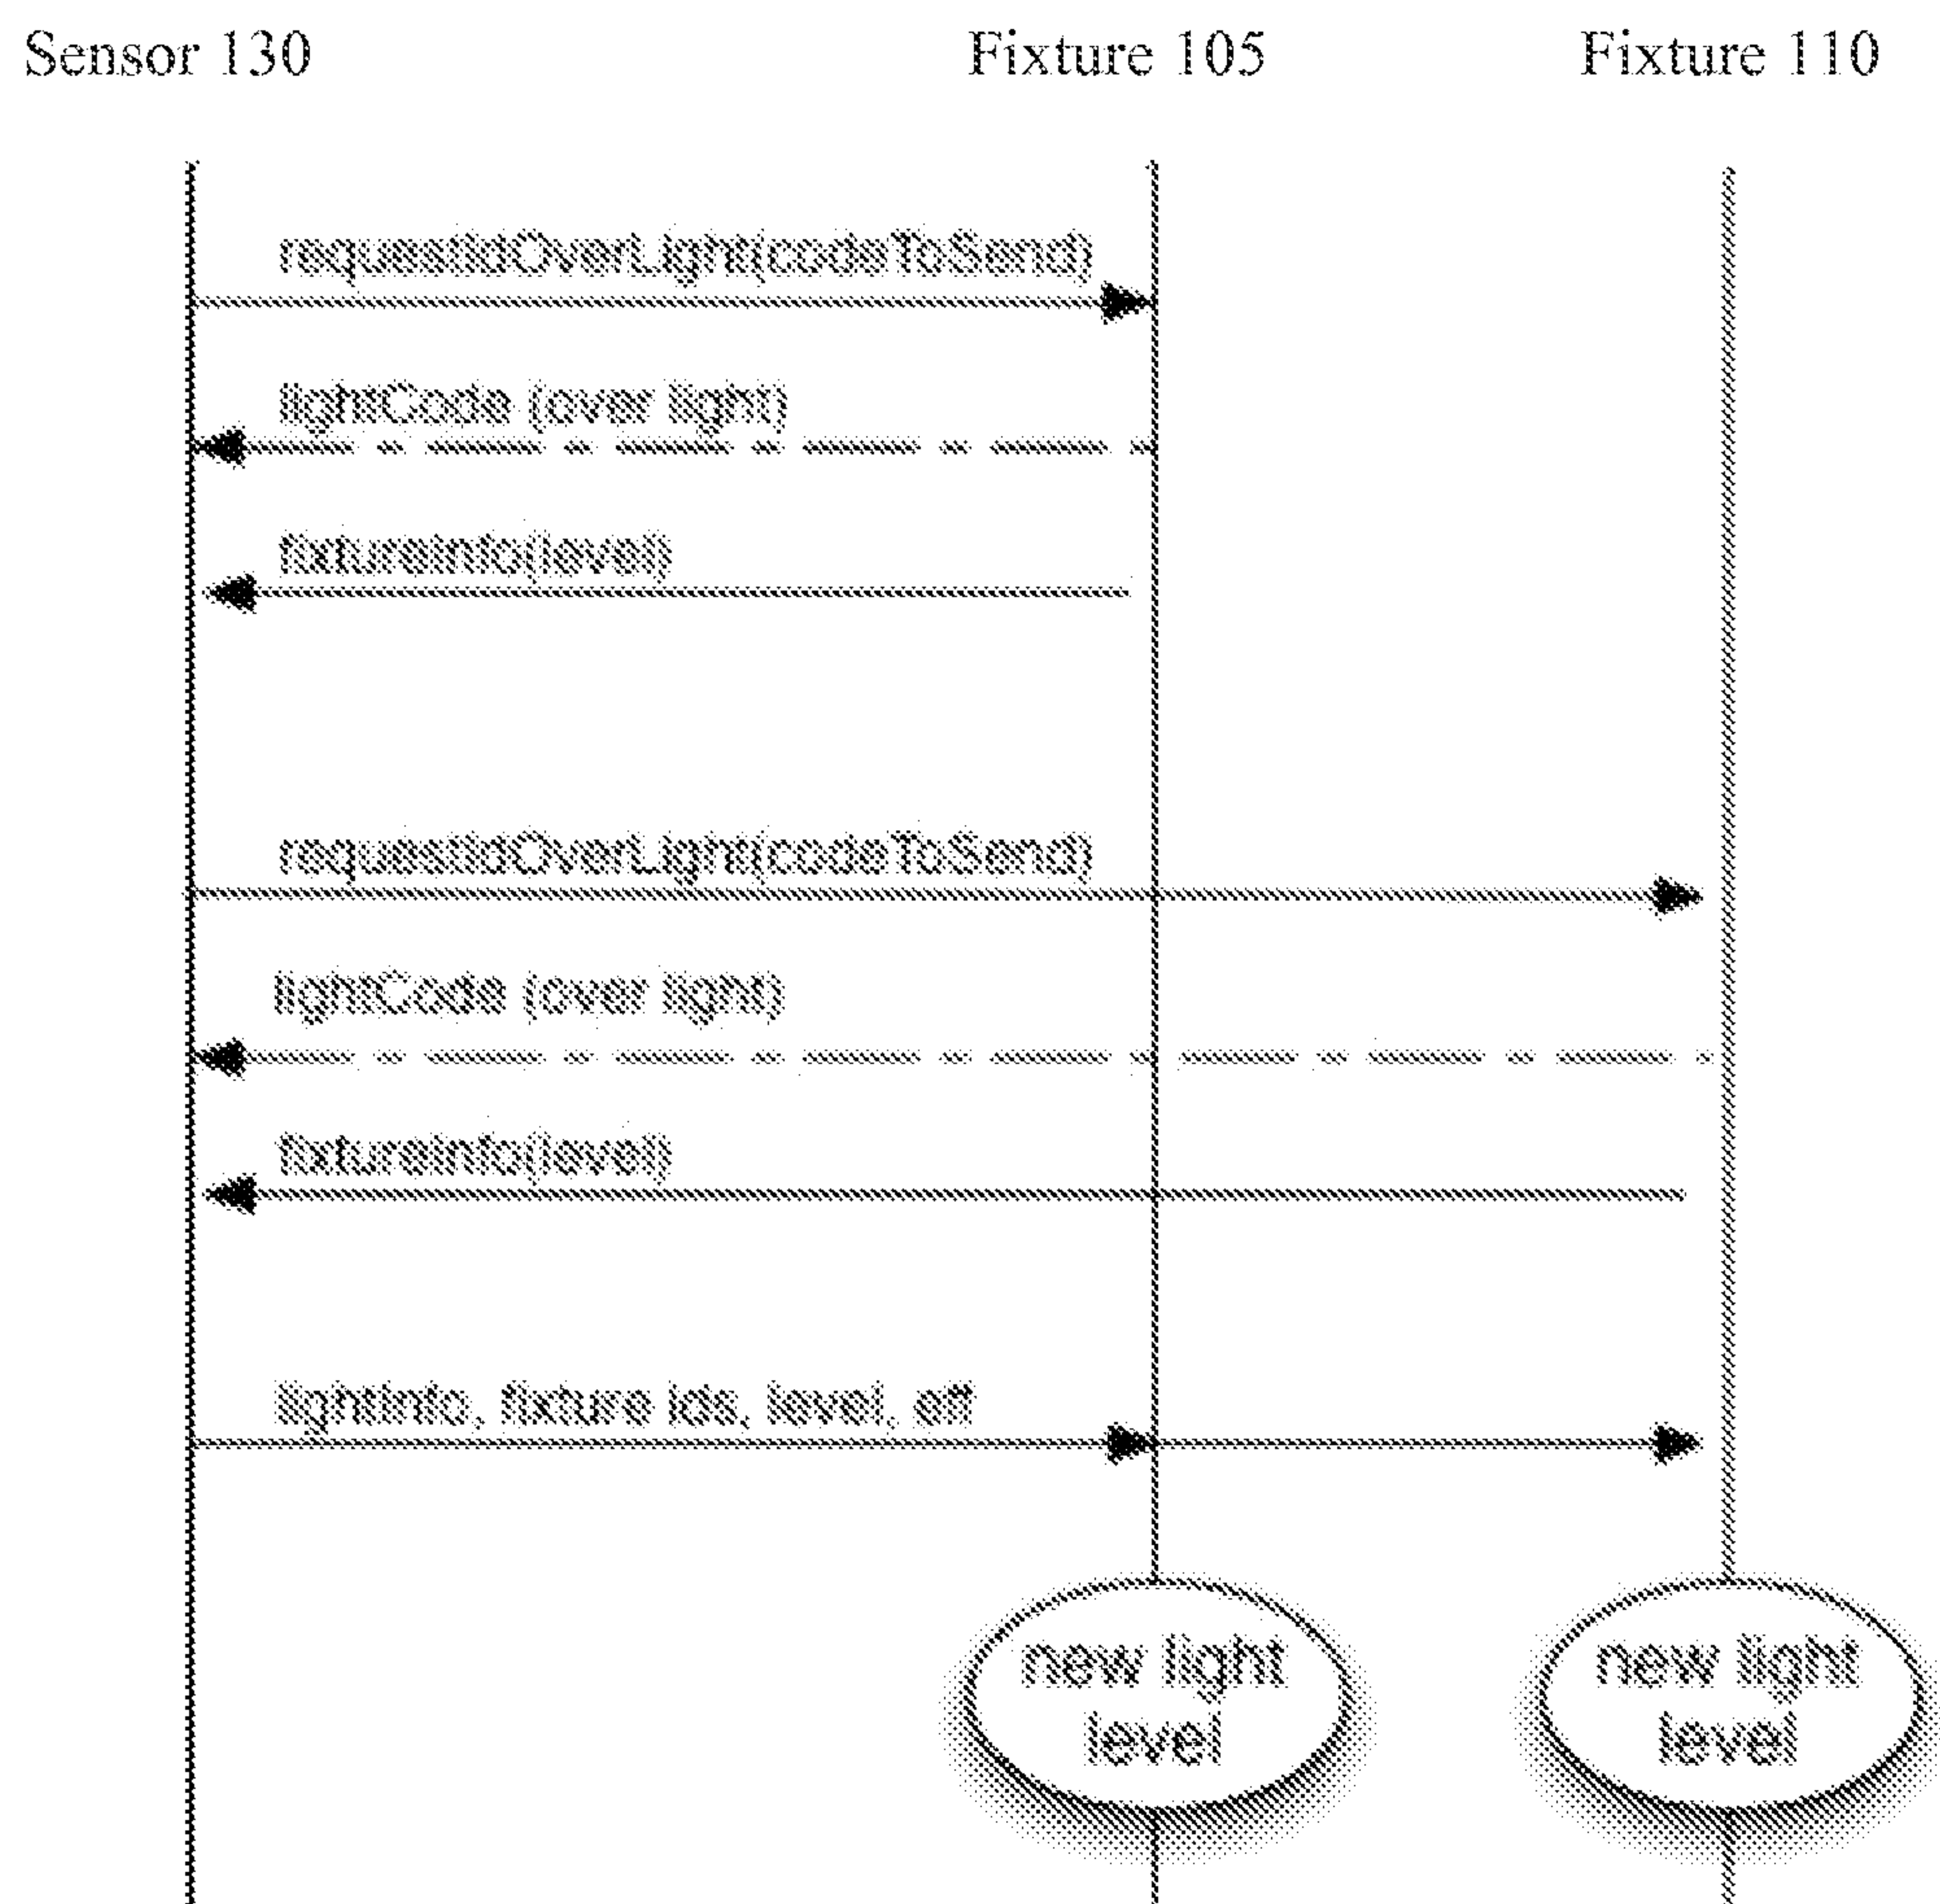 Sensor 130
Fixture 105
Fixture 110
requestIdOverLight(codeToSend)
lightCode (over light)
fixtureInfo(level)
requestIdOverLight(codeToSend)
lightCode (over light)
fixtureInfo(level)
lightInfo, fixture ids, level, eff
new light
level
new light
level